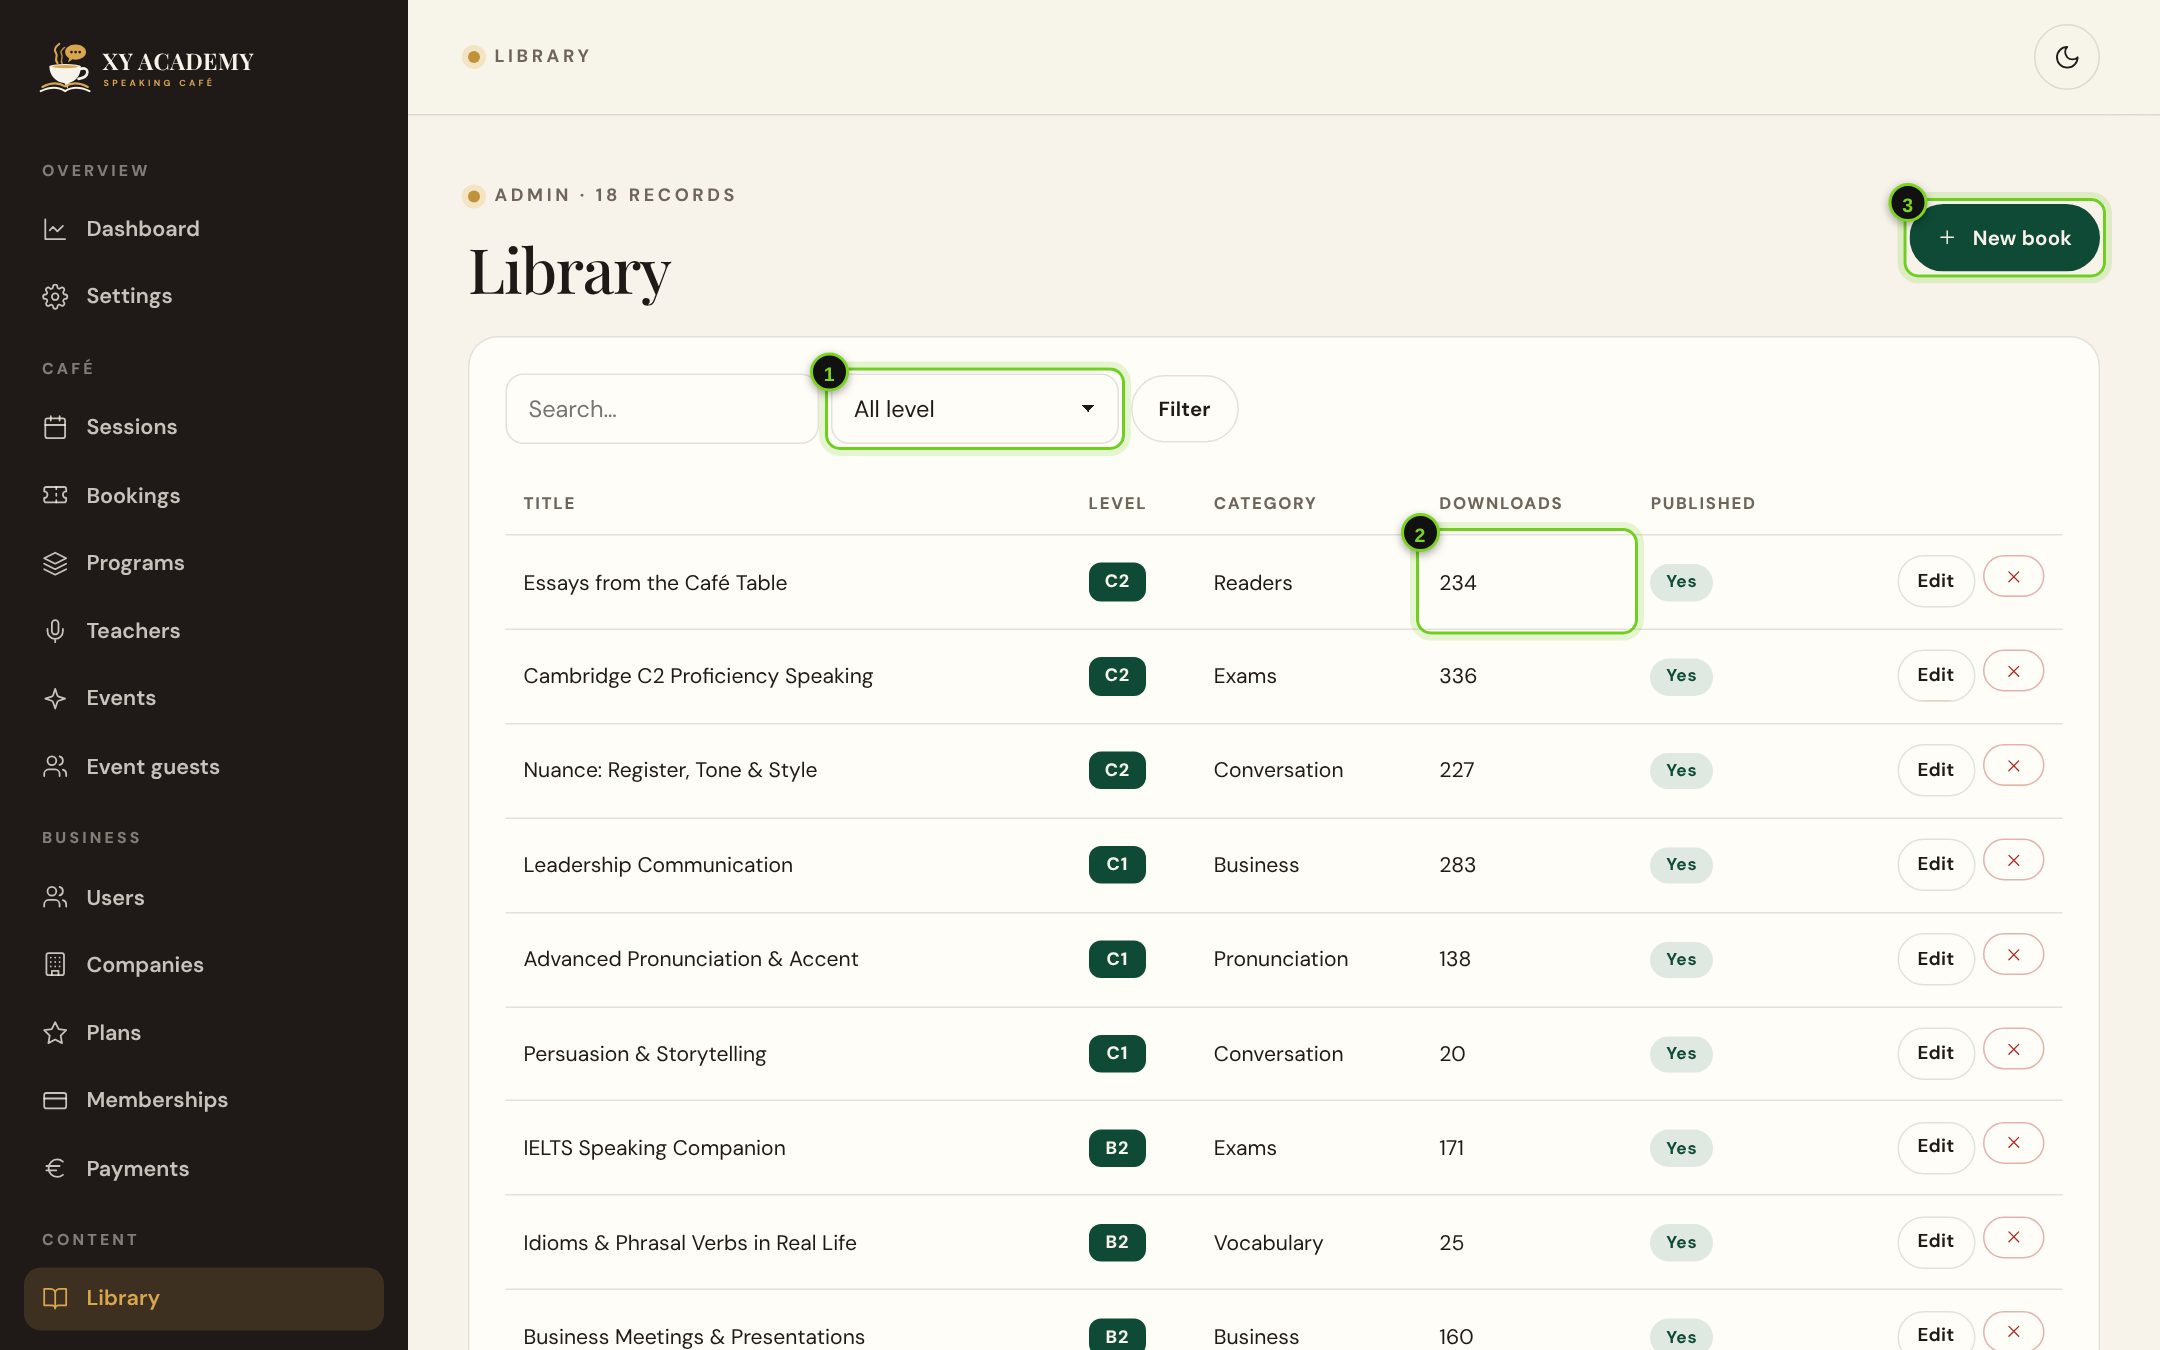 XY ACADEMY
SPEAKING CAFÉ
OVERVIEW
Dashboard
Settings
CAFÉ
Sessions
Bookings
Programs
Teachers
Events
Event guests
BUSINESS
Users
Companies
Plans
Memberships
Payments
CONTENT
Library
LIBRARY
ADMIN · 18 RECORDS
Library
3
+ New book
Search...
1
All level
Filter
TITLE LEVEL CATEGORY DOWNLOADS PUBLISHED
2
Essays from the Café Table C2 Readers 234 Yes Edit ×
Cambridge C2 Proficiency Speaking C2 Exams 336 Yes Edit ×
Nuance: Register, Tone & Style C2 Conversation 227 Yes Edit ×
Leadership Communication C1 Business 283 Yes Edit ×
Advanced Pronunciation & Accent C1 Pronunciation 138 Yes Edit ×
Persuasion & Storytelling C1 Conversation 20 Yes Edit ×
IELTS Speaking Companion B2 Exams 171 Yes Edit ×
Idioms & Phrasal Verbs in Real Life B2 Vocabulary 25 Yes Edit ×
Business Meetings & Presentations B2 Business 160 Yes Edit ×